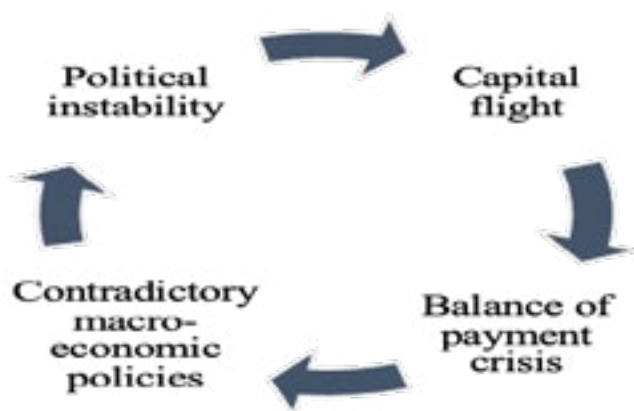 Political
instability
Capital
flight
Balance of
payment
crisis
Contradictory
macro-
economic
policies